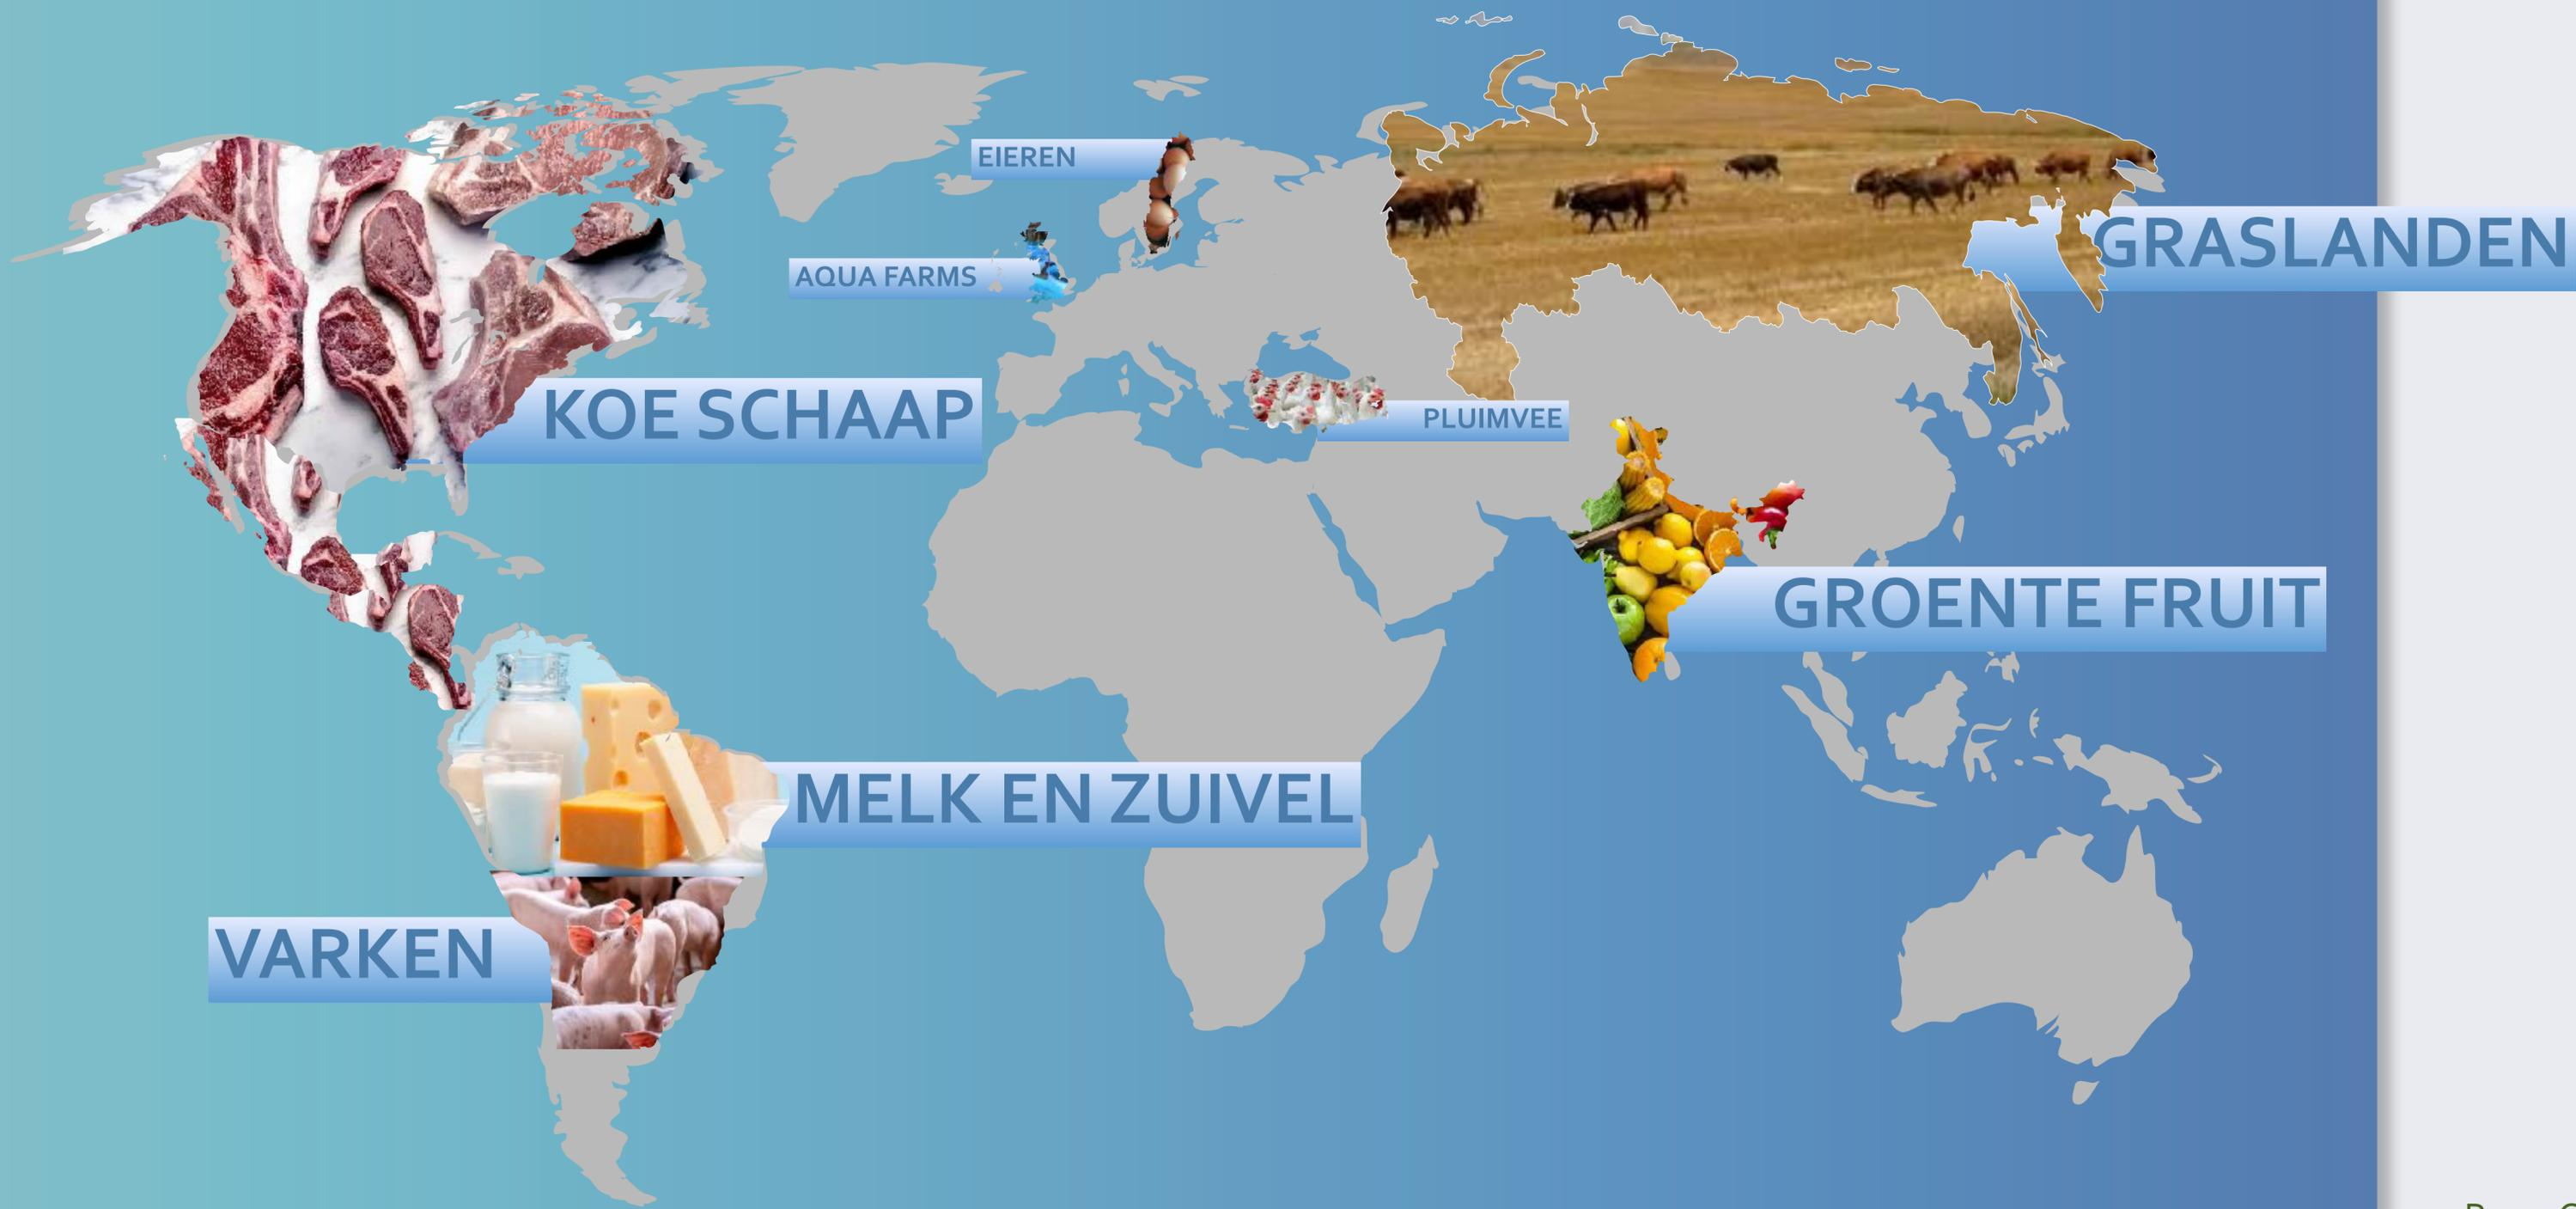 EIEREN
GRASLANDEN
AQUA FARMS
KOE SCHAAP
PLUIMVEE
GROENTE FRUIT
MELK EN ZUIVEL
VARKEN